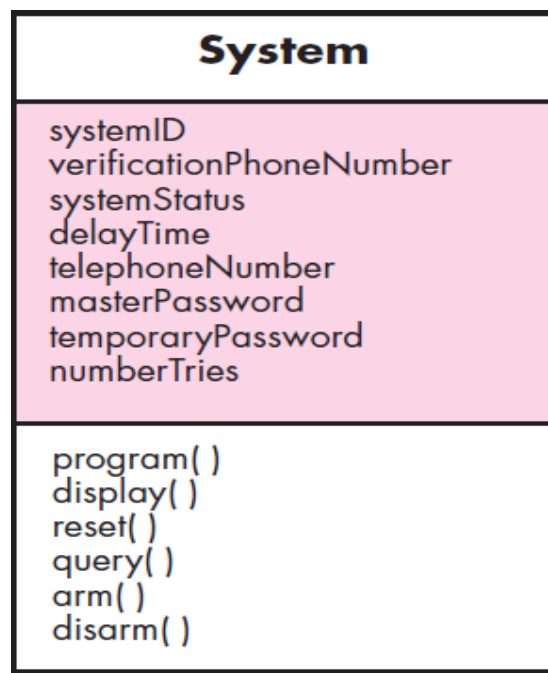 System
systemID
verificationPhoneNumber
systemStatus
delayTime
telephoneNumber
masterPassword
temporaryPassword
numberTries
program( )
display( )
reset( )
query( )
arm( )
disarm( )